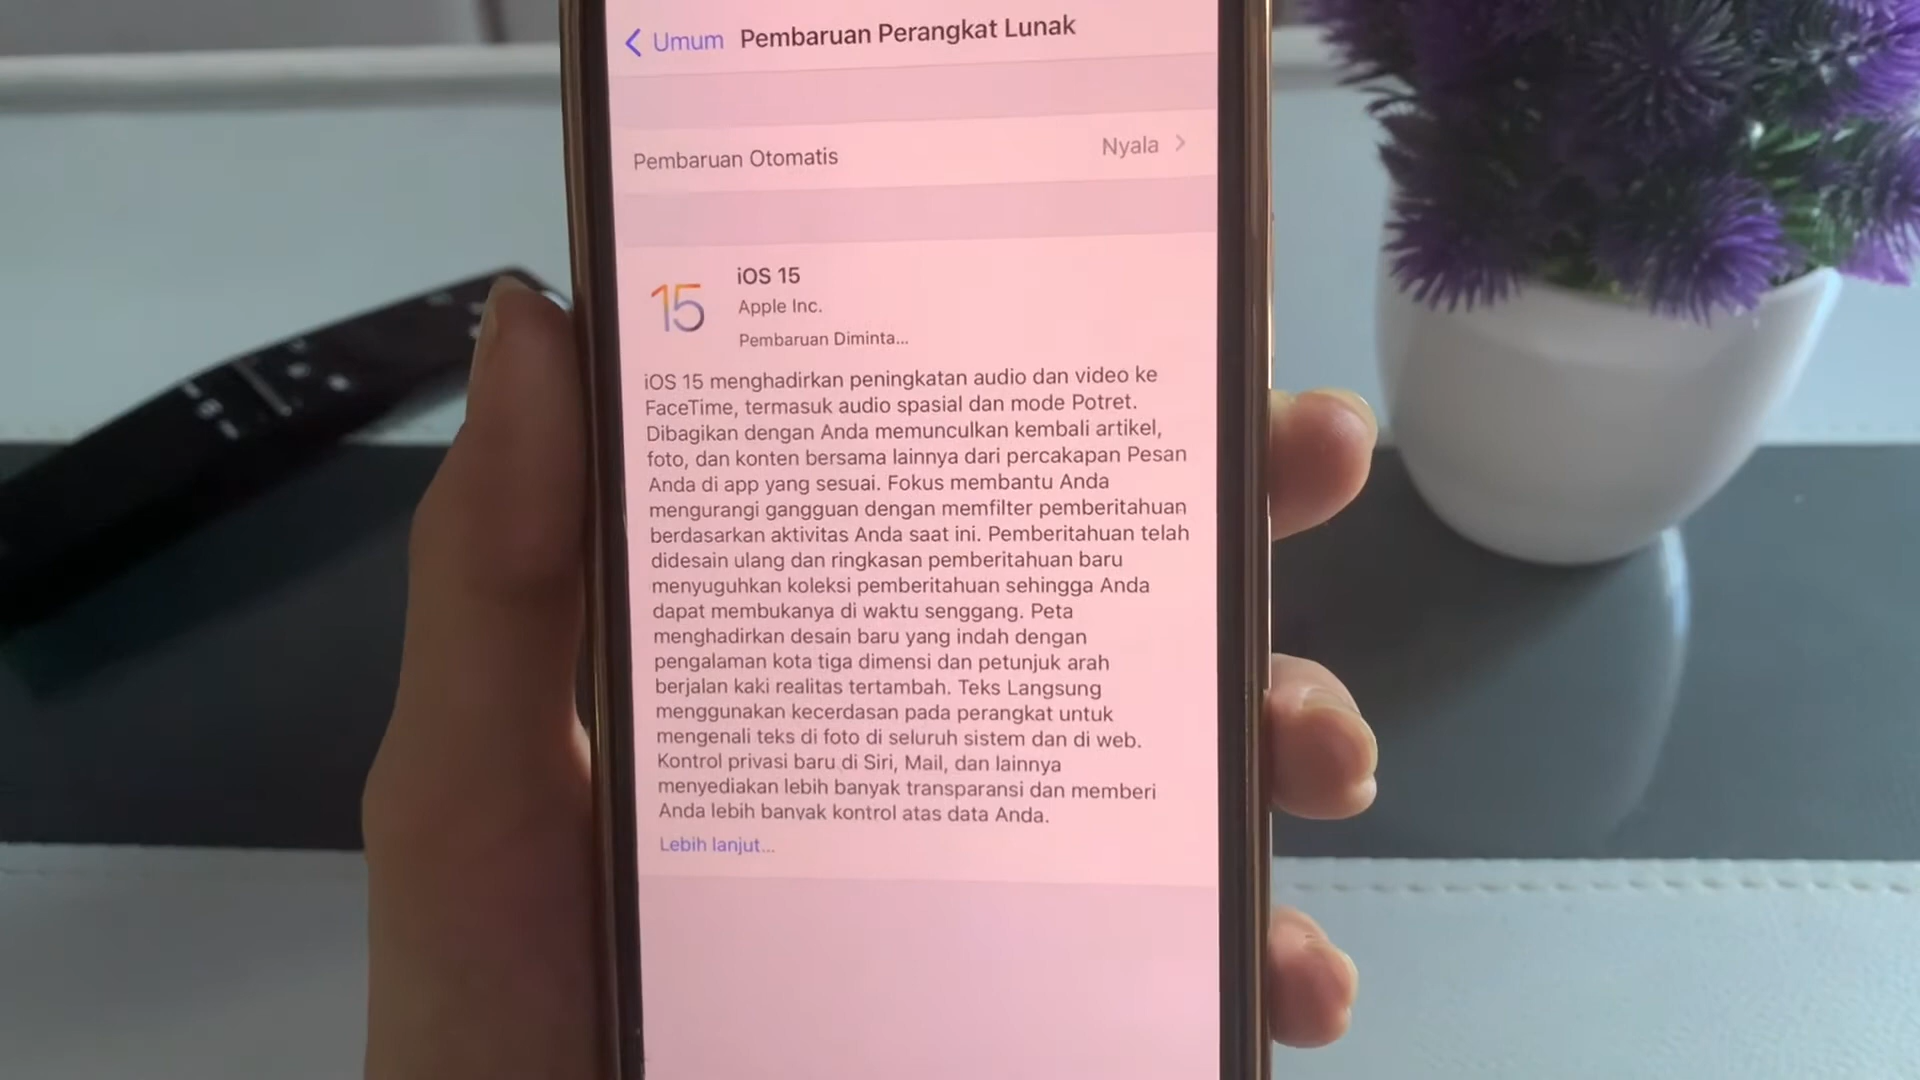 Umum Pembaruan Perangkat Lunak
Pembaruan Otomatis Nyala
15
iOS 15
Apple Inc.
Pembaruan Diminta...
iOS 15 menghadirkan peningkatan audio dan video ke
FaceTime, termasuk audio spasial dan mode Potret.
Dibagikan dengan Anda memunculkan kembali artikel,
foto, dan konten bersama lainnya dari percakapan Pesan
Anda di app yang sesuai. Fokus membantu Anda
mengurangi gangguan dengan memfilter pemberitahuan
berdasarkan aktivitas Anda saat ini. Pemberitahuan telah
didesain ulang dan ringkasan pemberitahuan baru
menyuguhkan koleksi pemberitahuan sehingga Anda
dapat membukanya di waktu senggang. Peta
menghadirkan desain baru yang indah dengan
pengalaman kota tiga dimensi dan petunjuk arah
berjalan kaki realitas tertambah. Teks Langsung
menggunakan kecerdasan pada perangkat untuk
mengenali teks di foto di seluruh sistem dan di web.
Kontrol privasi baru di Siri, Mail, dan lainnya
menyediakan lebih banyak transparansi dan memberi
Anda lebih banyak kontrol atas data Anda.
Lebih lanjut...